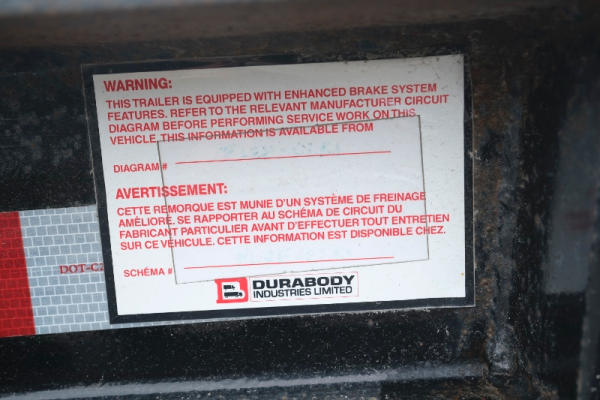 WARNING:
THIS TRAILER IS EQUIPPED WITH ENHANCED BRAKE SYSTEM
FEATURES. REFER TO THE RELEVANT MANUFACTURER CIRCUIT
DIAGRAM BEFORE PERFORMING SERVICE WORK ON THIS
VEHICLE. THIS INFORMATION IS AVAILABLE FROM
DIAGRAM #
AVERTISSEMENT:
CETTE REMORQUE EST MUNIE D'UN SYSTÈME DE FREINAGE
AMÉLIORE. SE RAPPORTER AU SCHÉMA DE CIRCUIT DU
FABRICANT PARTICULIER AVANT D'EFFECTUER TOUT ENTRETIEN
SUR CE VÉHICULE. CETTE INFORMATION EST DISPONIBLE CHEZ.
DOT-C2
SCHÉMA #
DURABODY
INDUSTRIES LIMITED